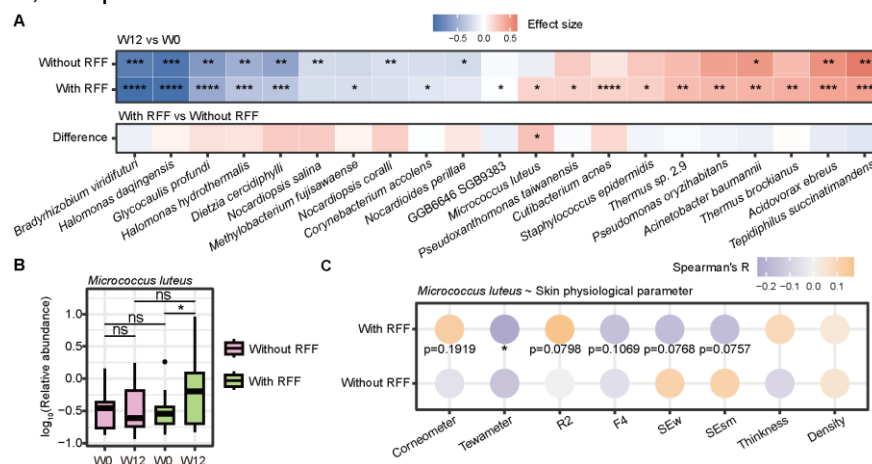 A
W12 vs W0
Effect size
−0.5 0.0 0.5
Without RFF *** *** ** ** ** ** ** * * ** **
With RFF **** **** **** *** *** * * * * * **** * ** ** ** ** *** ***
With RFF vs Without RFF
Difference *
Bradyrhizobium viridifuturi
Halomonas daqingensis
Glycocaulis profundi
Halomonas hydrothermalis
Dietzia cercidiphylli
Nocardiopsis salina
Methylobacterium fujisawaense
Nocardiopsis coralli
Corynebacterium accolens
Nocardioides perillae
GGB6646 SGB9383
Micrococcus luteus
Pseudoxanthomonas taiwanensis
Cutibacterium acnes
Staphylococcus epidermidis
Thermus sp. 2.9
Pseudomonas oryzihabitans
Acinetobacter baumannii
Thermus brockianus
Acidovorax ebreus
Tepidiphilus succinatimandens
B
Micrococcus luteus
log10(Relative abundance)
1.0
0.5
0.0
−0.5
−1.0
ns
ns *
ns
W0 W12 W0 W12
Without RFF
With RFF
C
Spearman's R
−0.2 −0.1 0.0 0.1
Micrococcus luteus ~ Skin physiological parameter
With RFF
p=0.1919 * p=0.0798 p=0.1069 p=0.0768 p=0.0757
Without RFF
Corneometer
Tewameter
R2
F4
SEw
SEsm
Thinkness
Density